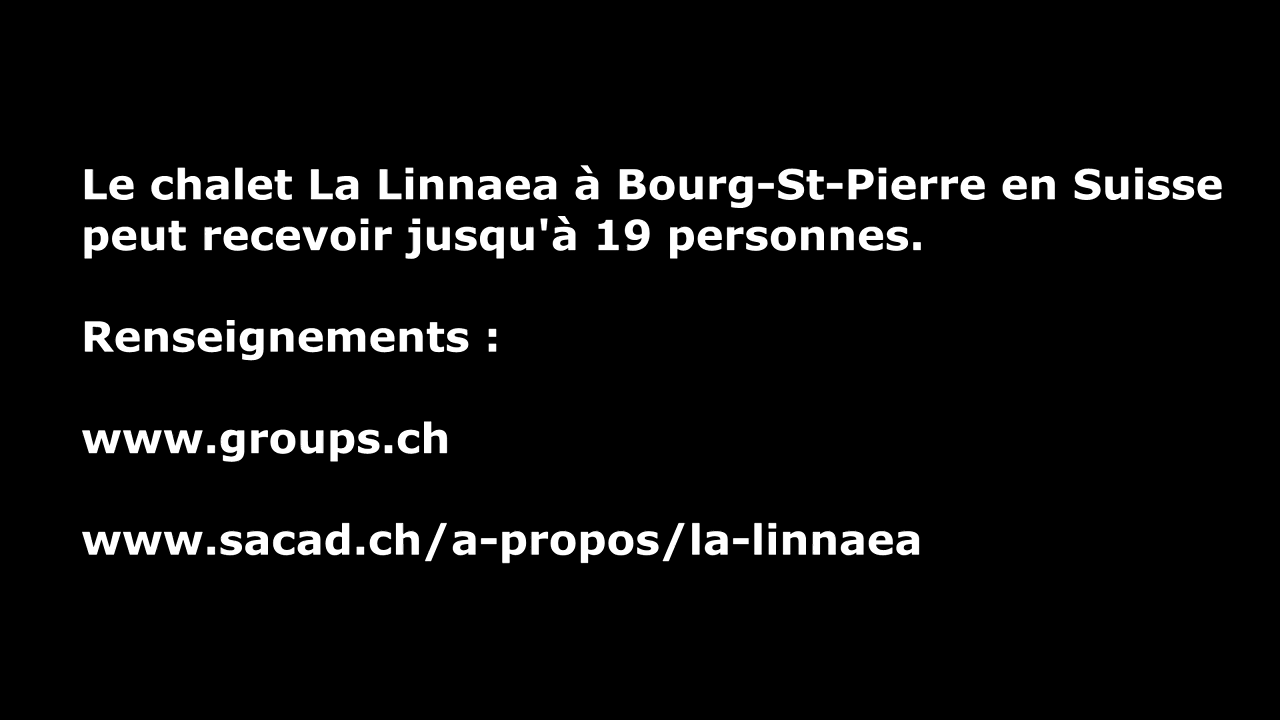 Le chalet La Linnaea à Bourg-St-Pierre en Suisse
peut recevoir jusqu'à 19 personnes.
Renseignements :
www.groups.ch
www.sacad.ch/a-propos/la-linnaea